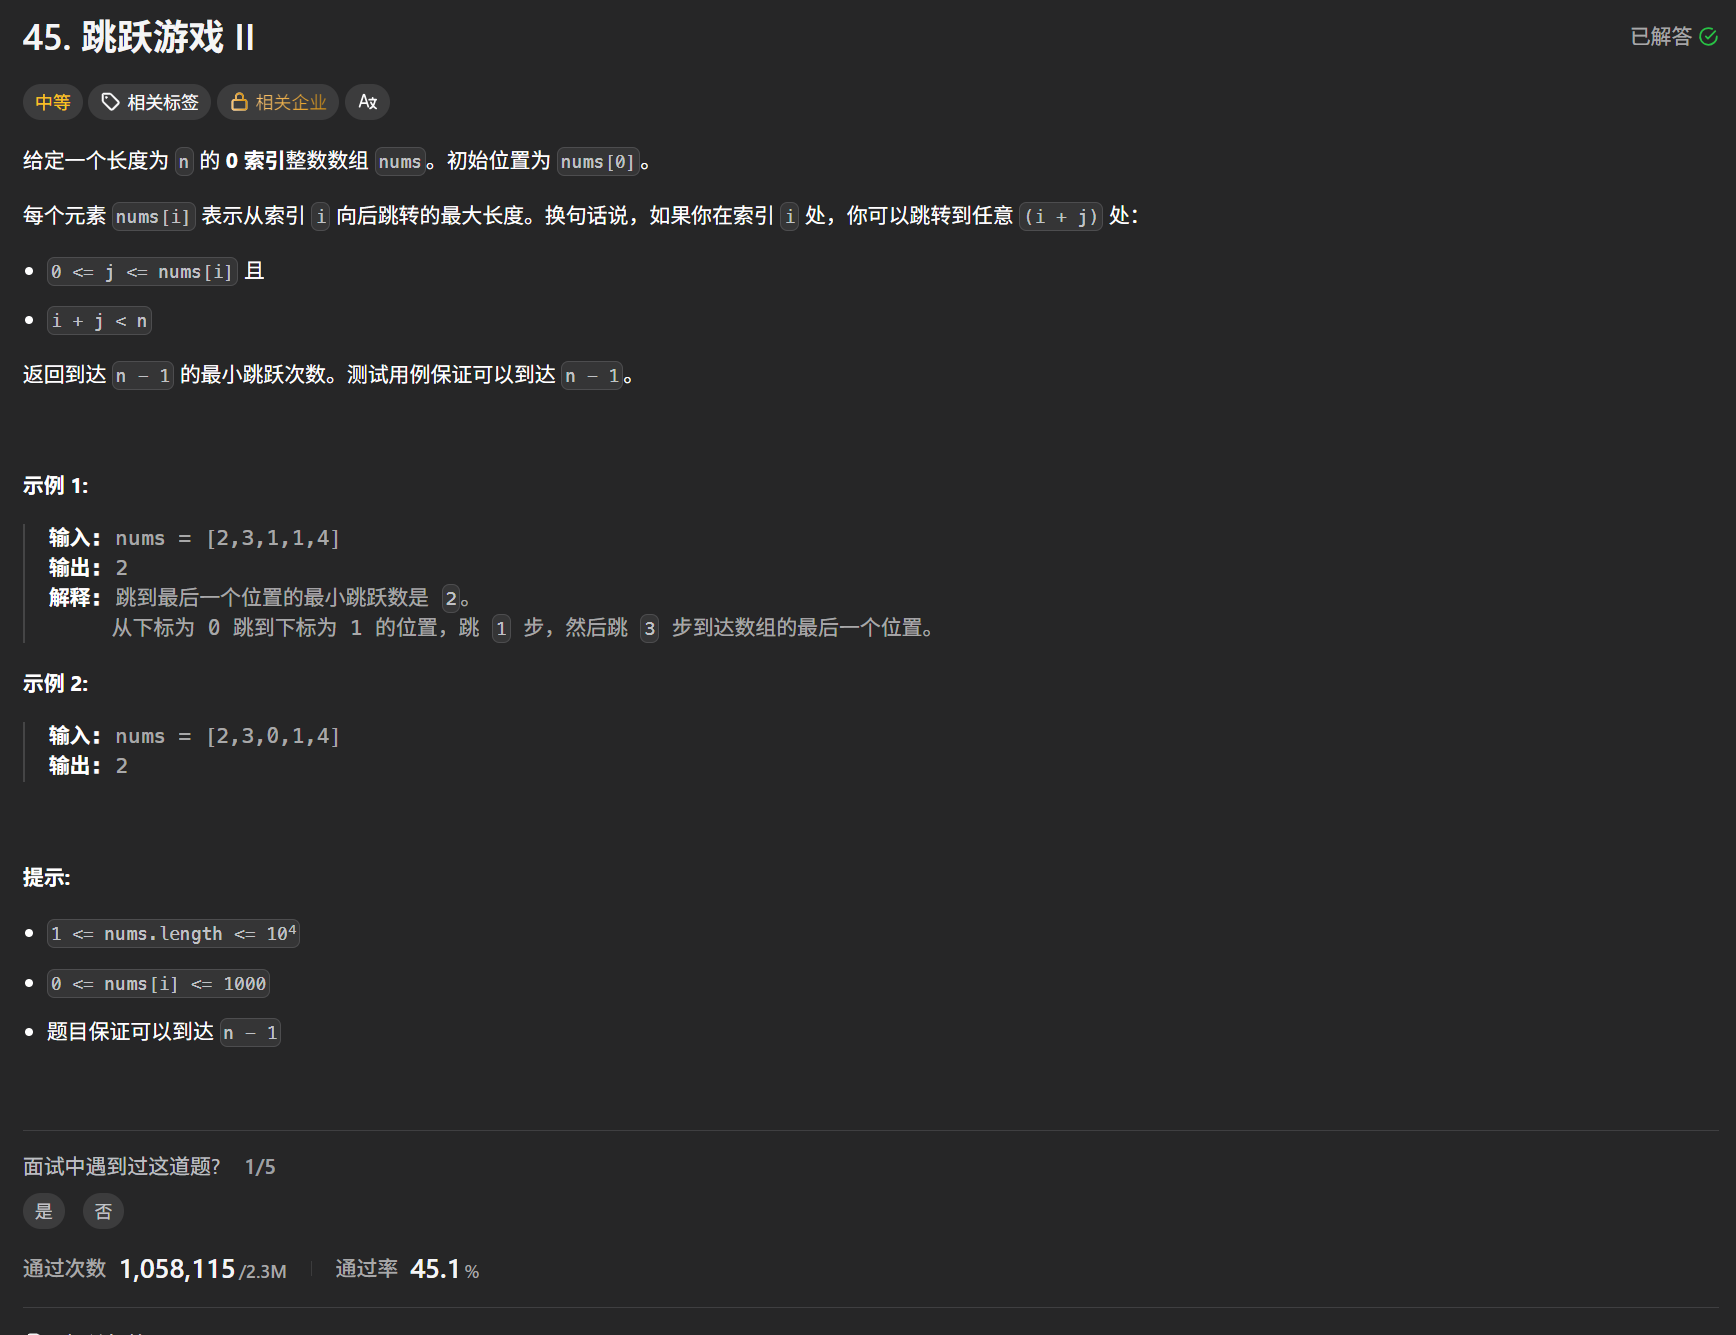 45. 跳跃游戏 II
已解答
中等 相关标签 相关企业
给定一个长度为 n 的 0 索引整数数组 nums。初始位置为 nums[0]。
每个元素 nums[i] 表示从索引 i 向后跳转的最大长度。换句话说，如果你在索引 i 处，你可以跳转到任意 (i + j) 处：
0 <= j <= nums[i] 且
i + j < n
返回到达 n - 1 的最小跳跃次数。测试用例保证可以到达 n - 1。
示例 1:
输入: nums = [2,3,1,1,4]
输出: 2
解释: 跳到最后一个位置的最小跳跃数是 2。
从下标为 0 跳到下标为 1 的位置，跳 1 步，然后跳 3 步到达数组的最后一个位置。
示例 2:
输入: nums = [2,3,0,1,4]
输出: 2
提示:
1 <= nums.length <= 10⁴
0 <= nums[i] <= 1000
题目保证可以到达 n - 1
面试中遇到过这道题? 1/5
是 否
通过次数 1,058,115/2.3M 通过率 45.1%